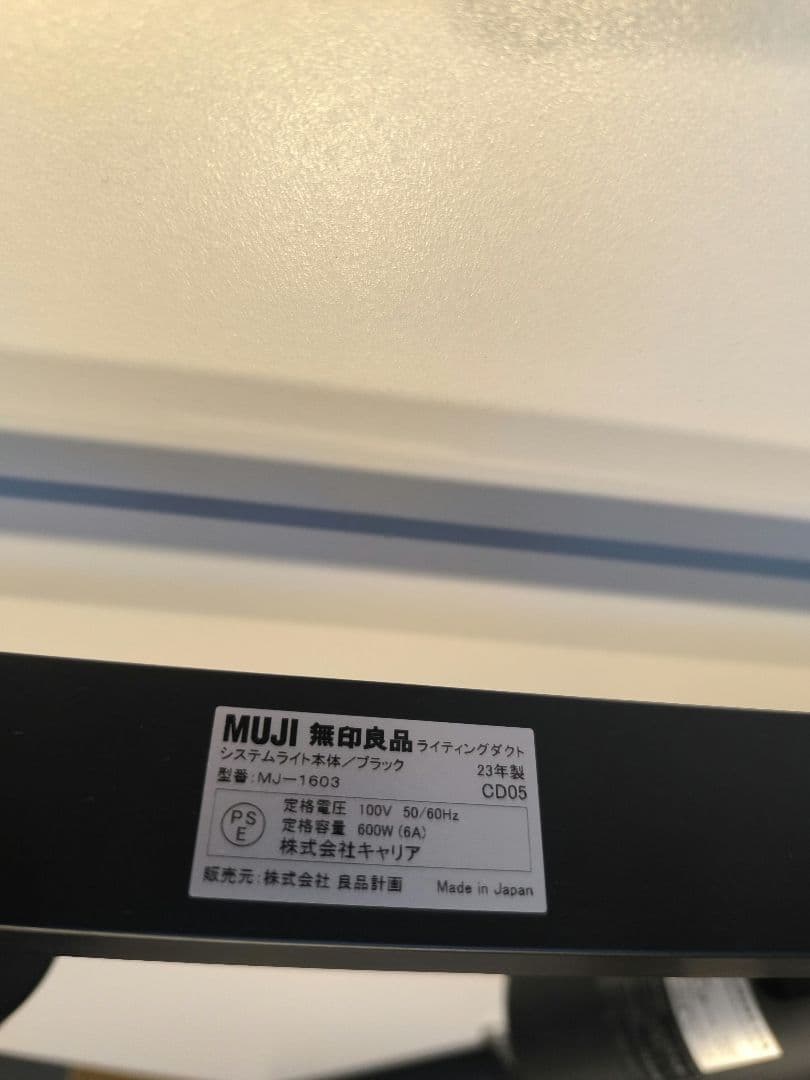 MUJI 無印良品 ライティングダクト
システムライト本体／ブラック 23年製
型番:MJ-1603 CD05
PSE 定格電圧 100V 50/60Hz
定格容量 600W(6A)
株式会社キャリア
販売元:株式会社 良品計画 Made in Japan